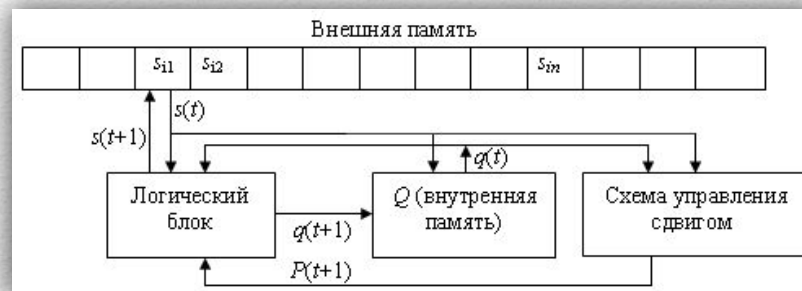 Внешняя память
s_i1 s_i2 s_in
s(t)
s(t+1)
q(t)
Логический
блок
q(t+1)
Q (внутренняя
память)
Схема управления
сдвигом
P(t+1)